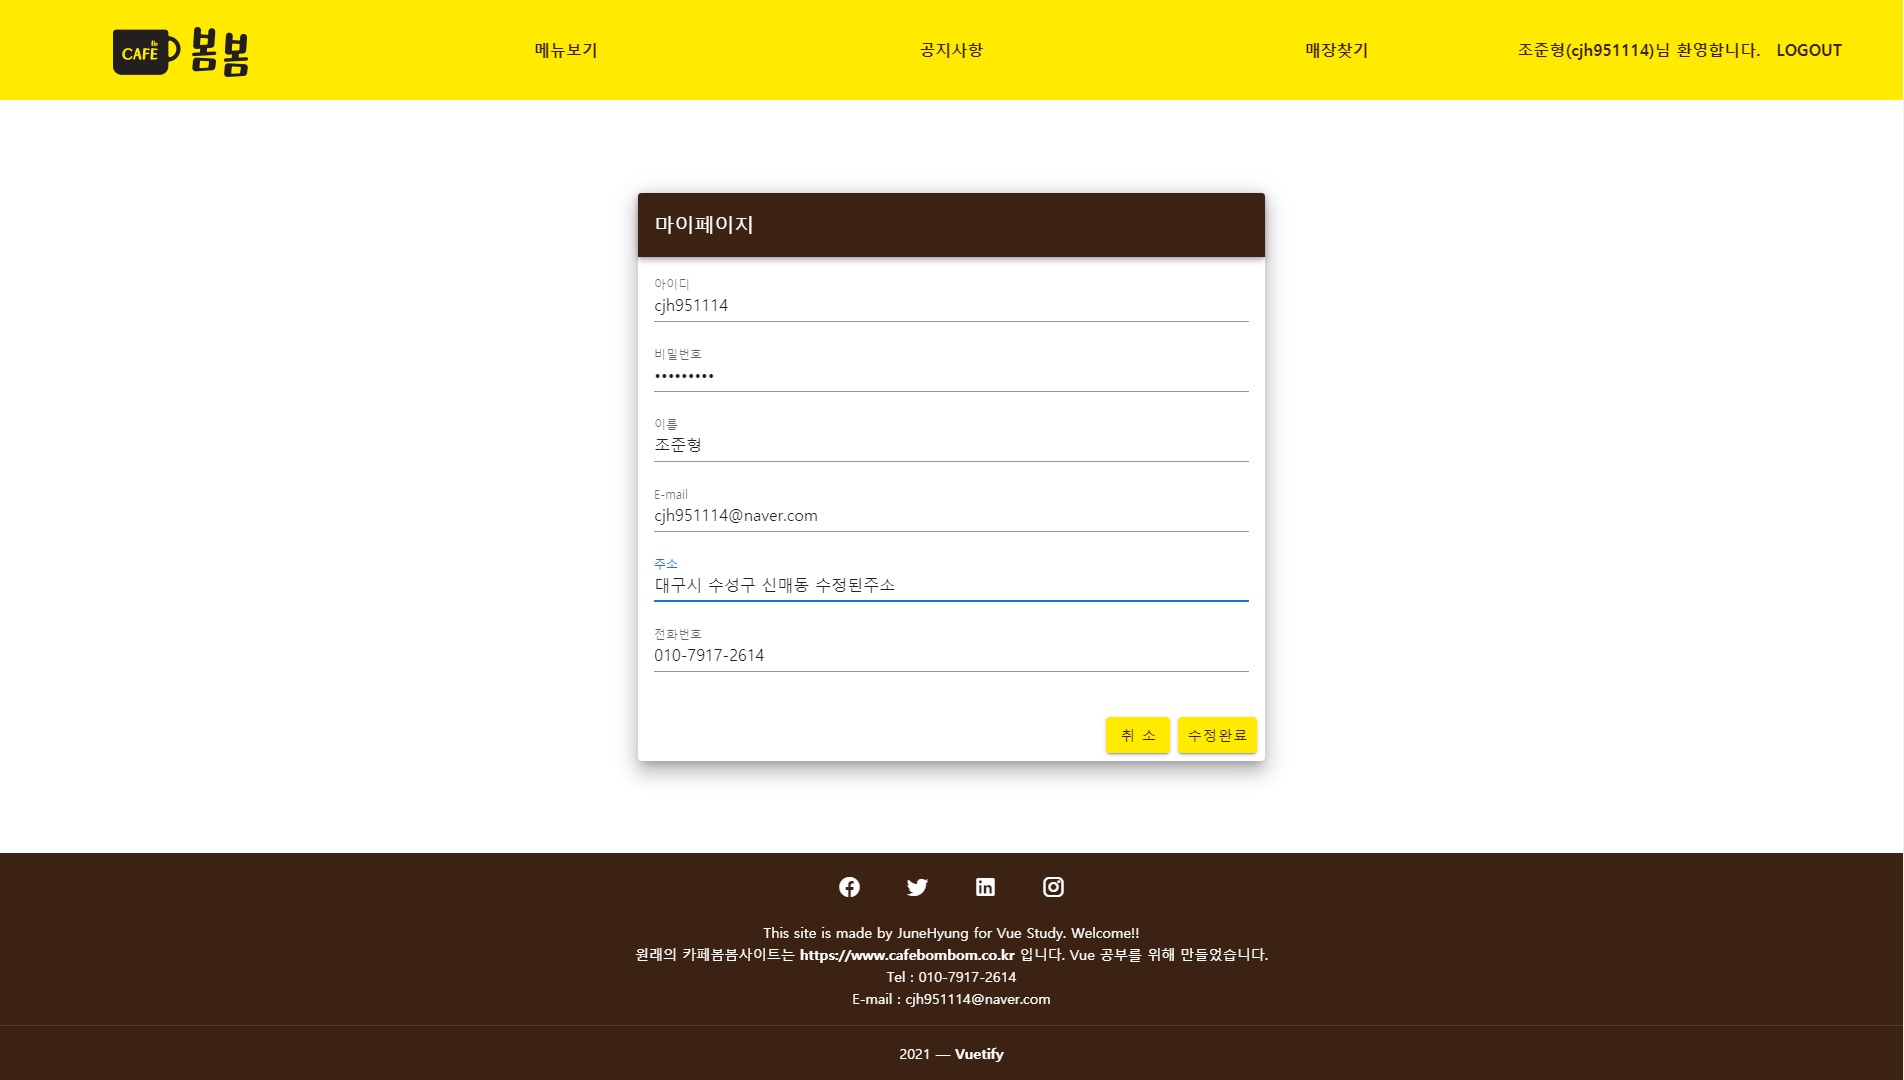 CAFE 봄봄
메뉴보기 공지사항 매장찾기 조준형(cjh951114)님 환영합니다. LOGOUT
마이페이지
아이디
cjh951114
비밀번호
•••••••••
이름
조준형
E-mail
cjh951114@naver.com
주소
대구시 수성구 신매동 수정된주소
전화번호
010-7917-2614
취 소 수정완료
This site is made by JuneHyung for Vue Study. Welcome!!
원래의 카페봄봄사이트는 https://www.cafebombom.co.kr 입니다. Vue 공부를 위해 만들었습니다.
Tel : 010-7917-2614
E-mail : cjh951114@naver.com
2021 — Vuetify